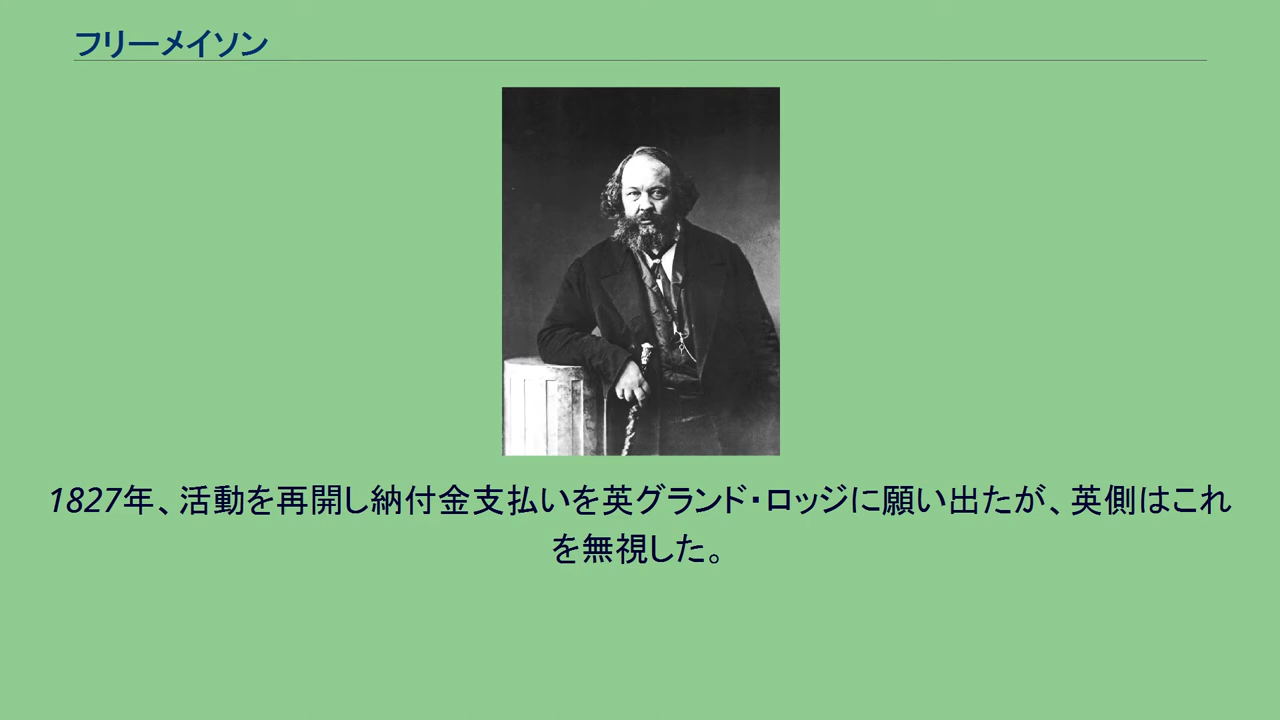 フリーメイソン
1827年、活動を再開し納付金支払いを英グランド・ロッジに願い出たが、英側はこれ
を無視した。